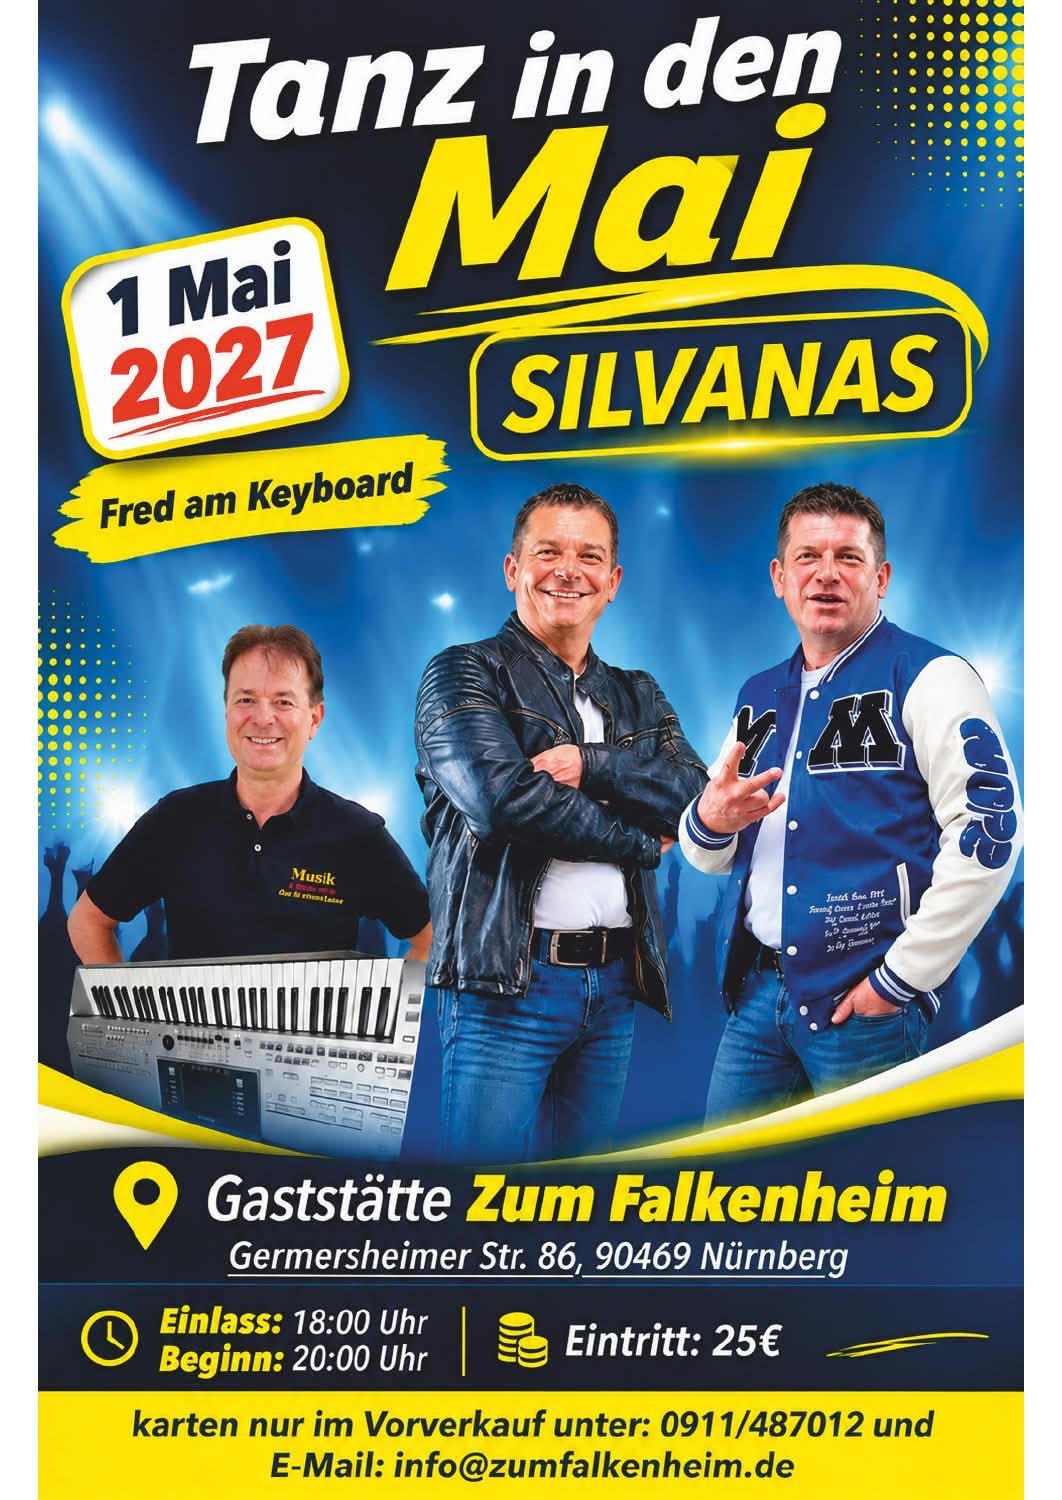 Tanz in den
Mai
1 Mai
2027
SILVANAS
Fred am Keyboard
Musik
Gaststätte Zum Falkenheim
Germersheimer Str. 86, 90469 Nürnberg
Einlass: 18:00 Uhr
Beginn: 20:00 Uhr
Eintritt: 25€
karten nur im Vorverkauf unter: 0911/487012 und
E-Mail: info@zumfalkenheim.de